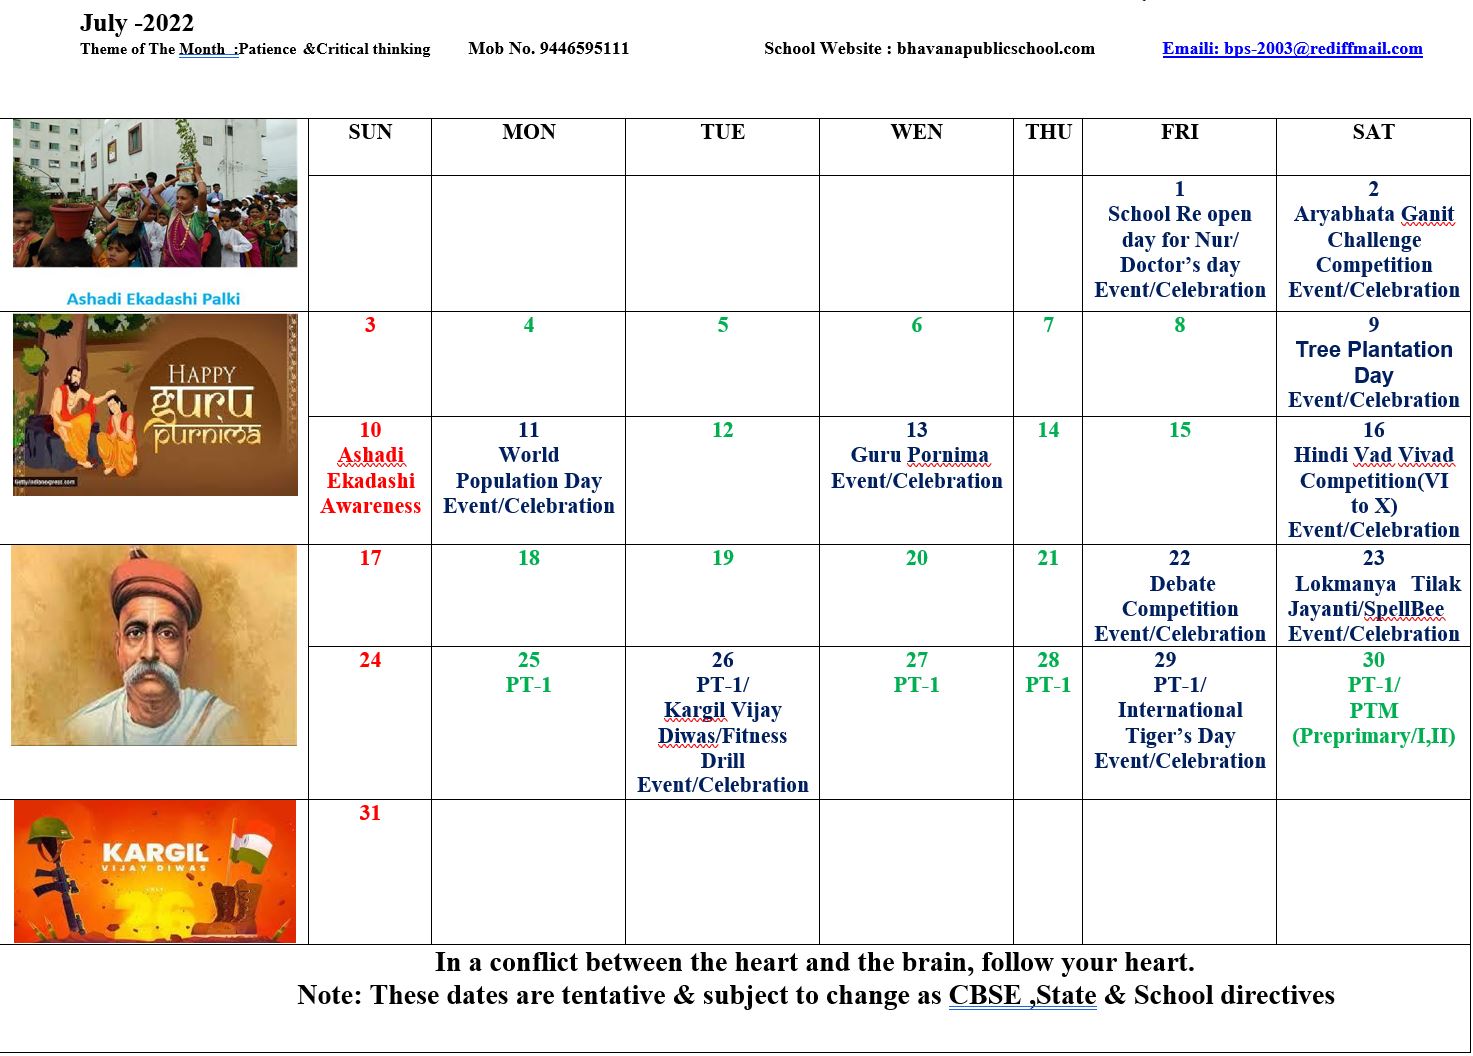 July -2022
Theme of The Month :Patience &Critical thinking Mob No. 9446595111 School Website : bhavanapublicschool.com Emaili: bps-2003@rediffmail.com
SUN MON TUE WEN THU FRI SAT
Ashadi Ekadashi Palki
1
School Re open
day for Nur/
Doctor's day
Event/Celebration
2
Aryabhata Ganit
Challenge
Competition
Event/Celebration
HAPPY
guru
purnima
Getty/indianexpress.com
3
4
5
6
7
8
9
Tree Plantation
Day
Event/Celebration
10
Ashadi
Ekadashi
Awareness
11
World
Population Day
Event/Celebration
12
13
Guru Pornima
Event/Celebration
14
15
16
Hindi Vad Vivad
Competition(VI
to X)
Event/Celebration
17
18
19
20
21
22
Debate
Competition
Event/Celebration
23
Lokmanya Tilak
Jayanti/SpellBee
Event/Celebration
24
25
PT-1
26
PT-1/
Kargil Vijay
Diwas/Fitness
Drill
Event/Celebration
27
PT-1
28
PT-1
29
PT-1/
International
Tiger's Day
Event/Celebration
30
PT-1/
PTM
(Preprimary/I,II)
KARGIL
VIJAY DIWAS
JULY
26
31
In a conflict between the heart and the brain, follow your heart.
Note: These dates are tentative & subject to change as CBSE ,State & School directives